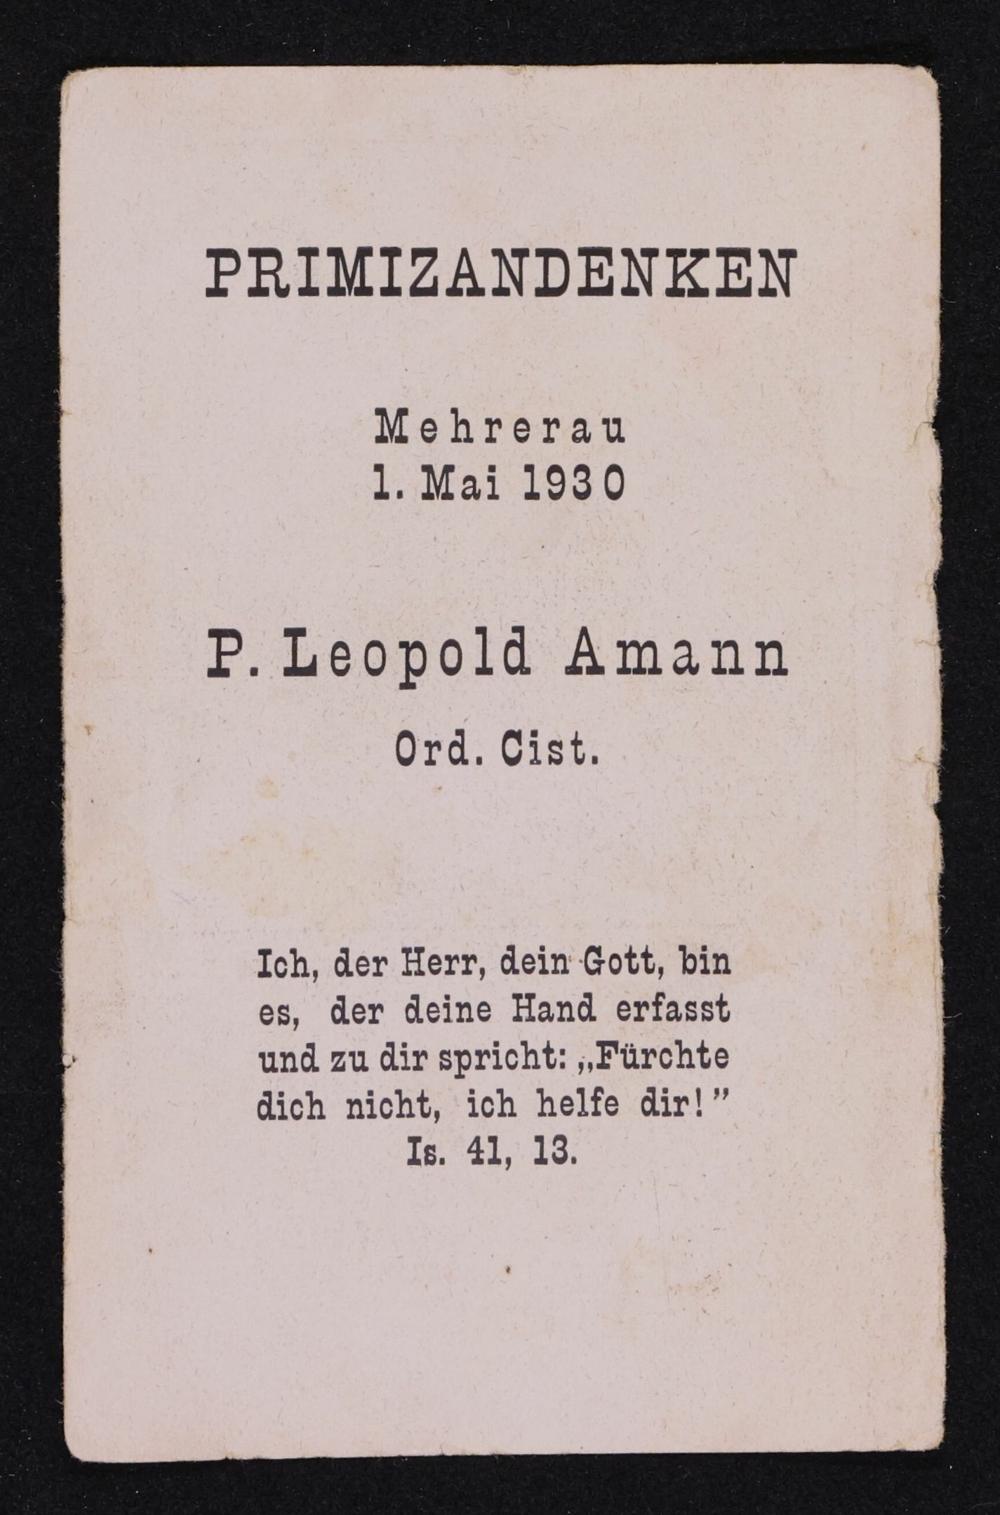 PRIMIZANDENKEN
Mehrerau
1. Mai 1930
P. Leopold Amann
Ord. Cist.
Ich, der Herr, dein Gott, bin
es, der deine Hand erfasst
und zu dir spricht: „Fürchte
dich nicht, ich helfe dir!”
Is. 41, 13.